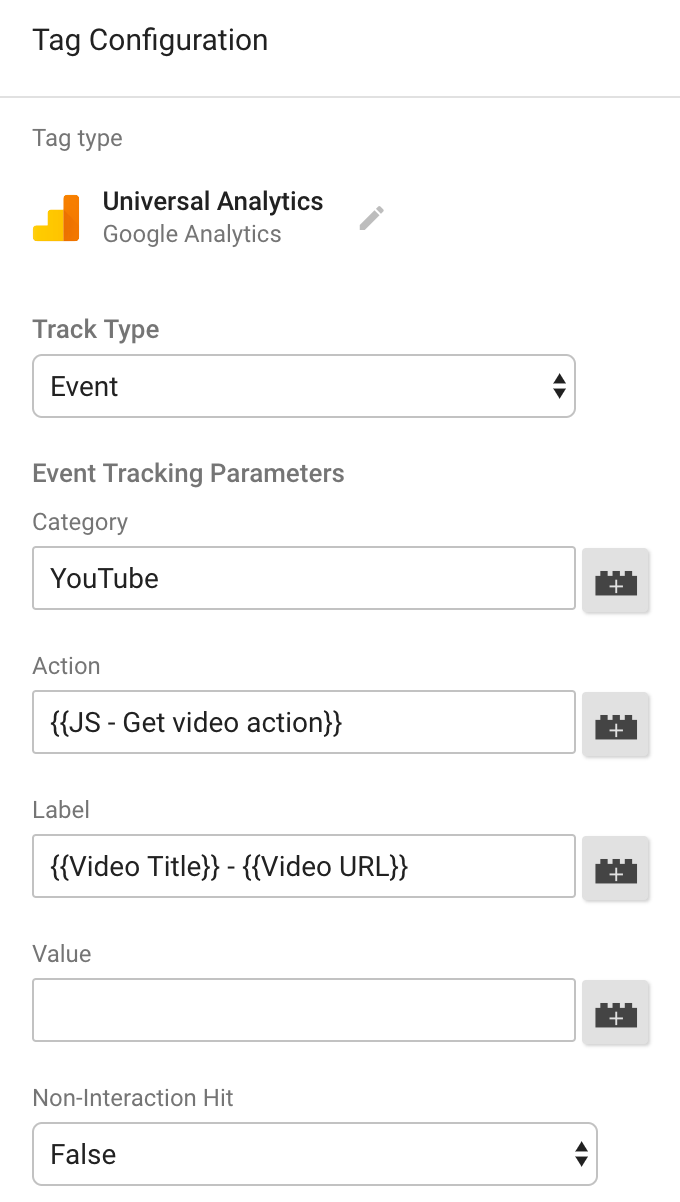 Tag Configuration
Tag type
Universal Analytics
Google Analytics
Track Type
Event
Event Tracking Parameters
Category
YouTube
Action
{{JS - Get video action}}
Label
{{Video Title}} - {{Video URL}}
Value
Non-Interaction Hit
False